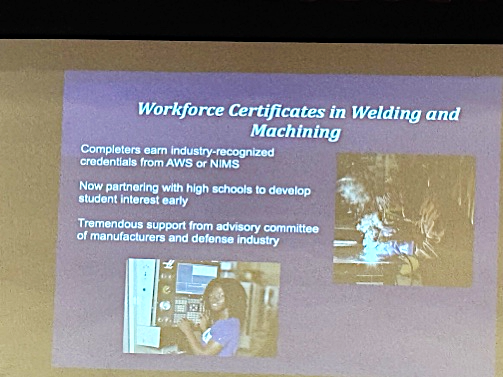 Workforce Certificates in Welding and
Machining
Completers earn industry-recognized
credentials from AWS or NIMS
Now partnering with high schools to develop
student interest early
Tremendous support from advisory committee
of manufacturers and defense industry